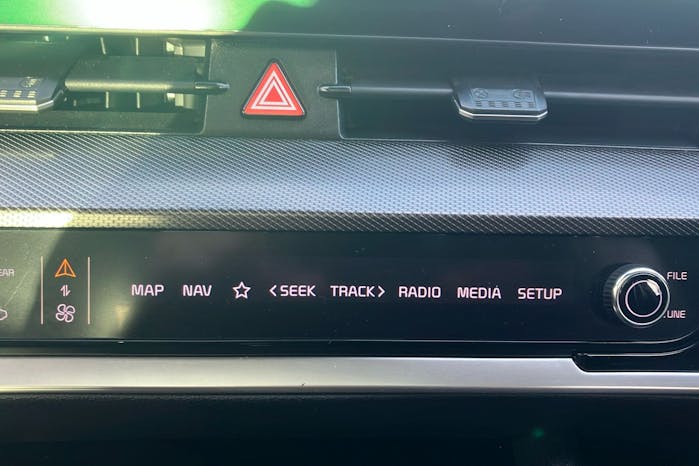 MAP NAV <SEEK TRACK> RADIO MEDIA SETUP
FILE